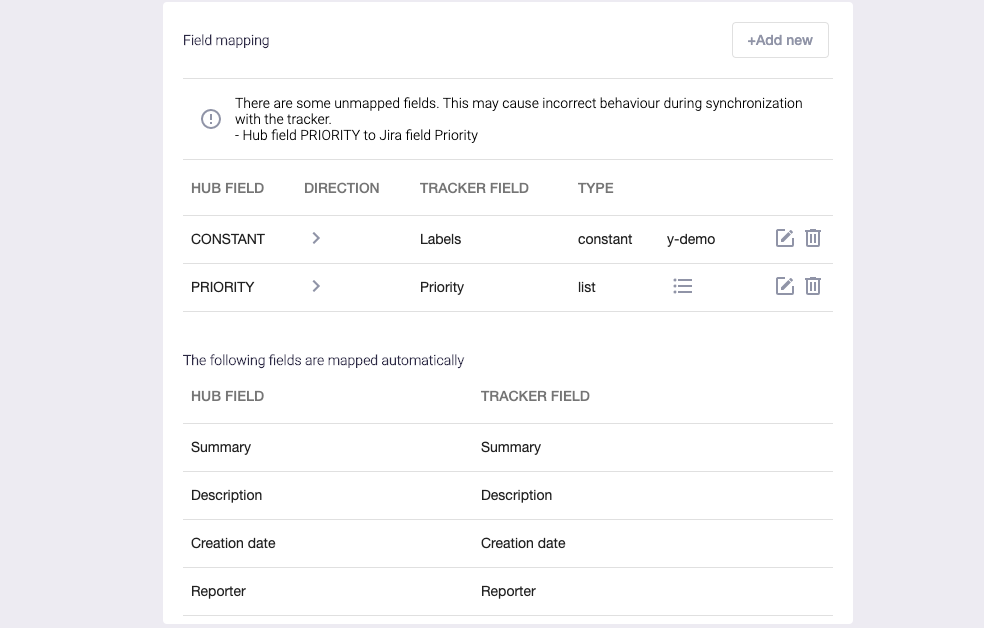 Field mapping
+Add new
There are some unmapped fields. This may cause incorrect behaviour during synchronization
with the tracker.
- Hub field PRIORITY to Jira field Priority
HUB FIELD DIRECTION TRACKER FIELD TYPE
CONSTANT Labels constant y-demo
PRIORITY Priority list
The following fields are mapped automatically
HUB FIELD TRACKER FIELD
Summary Summary
Description Description
Creation date Creation date
Reporter Reporter